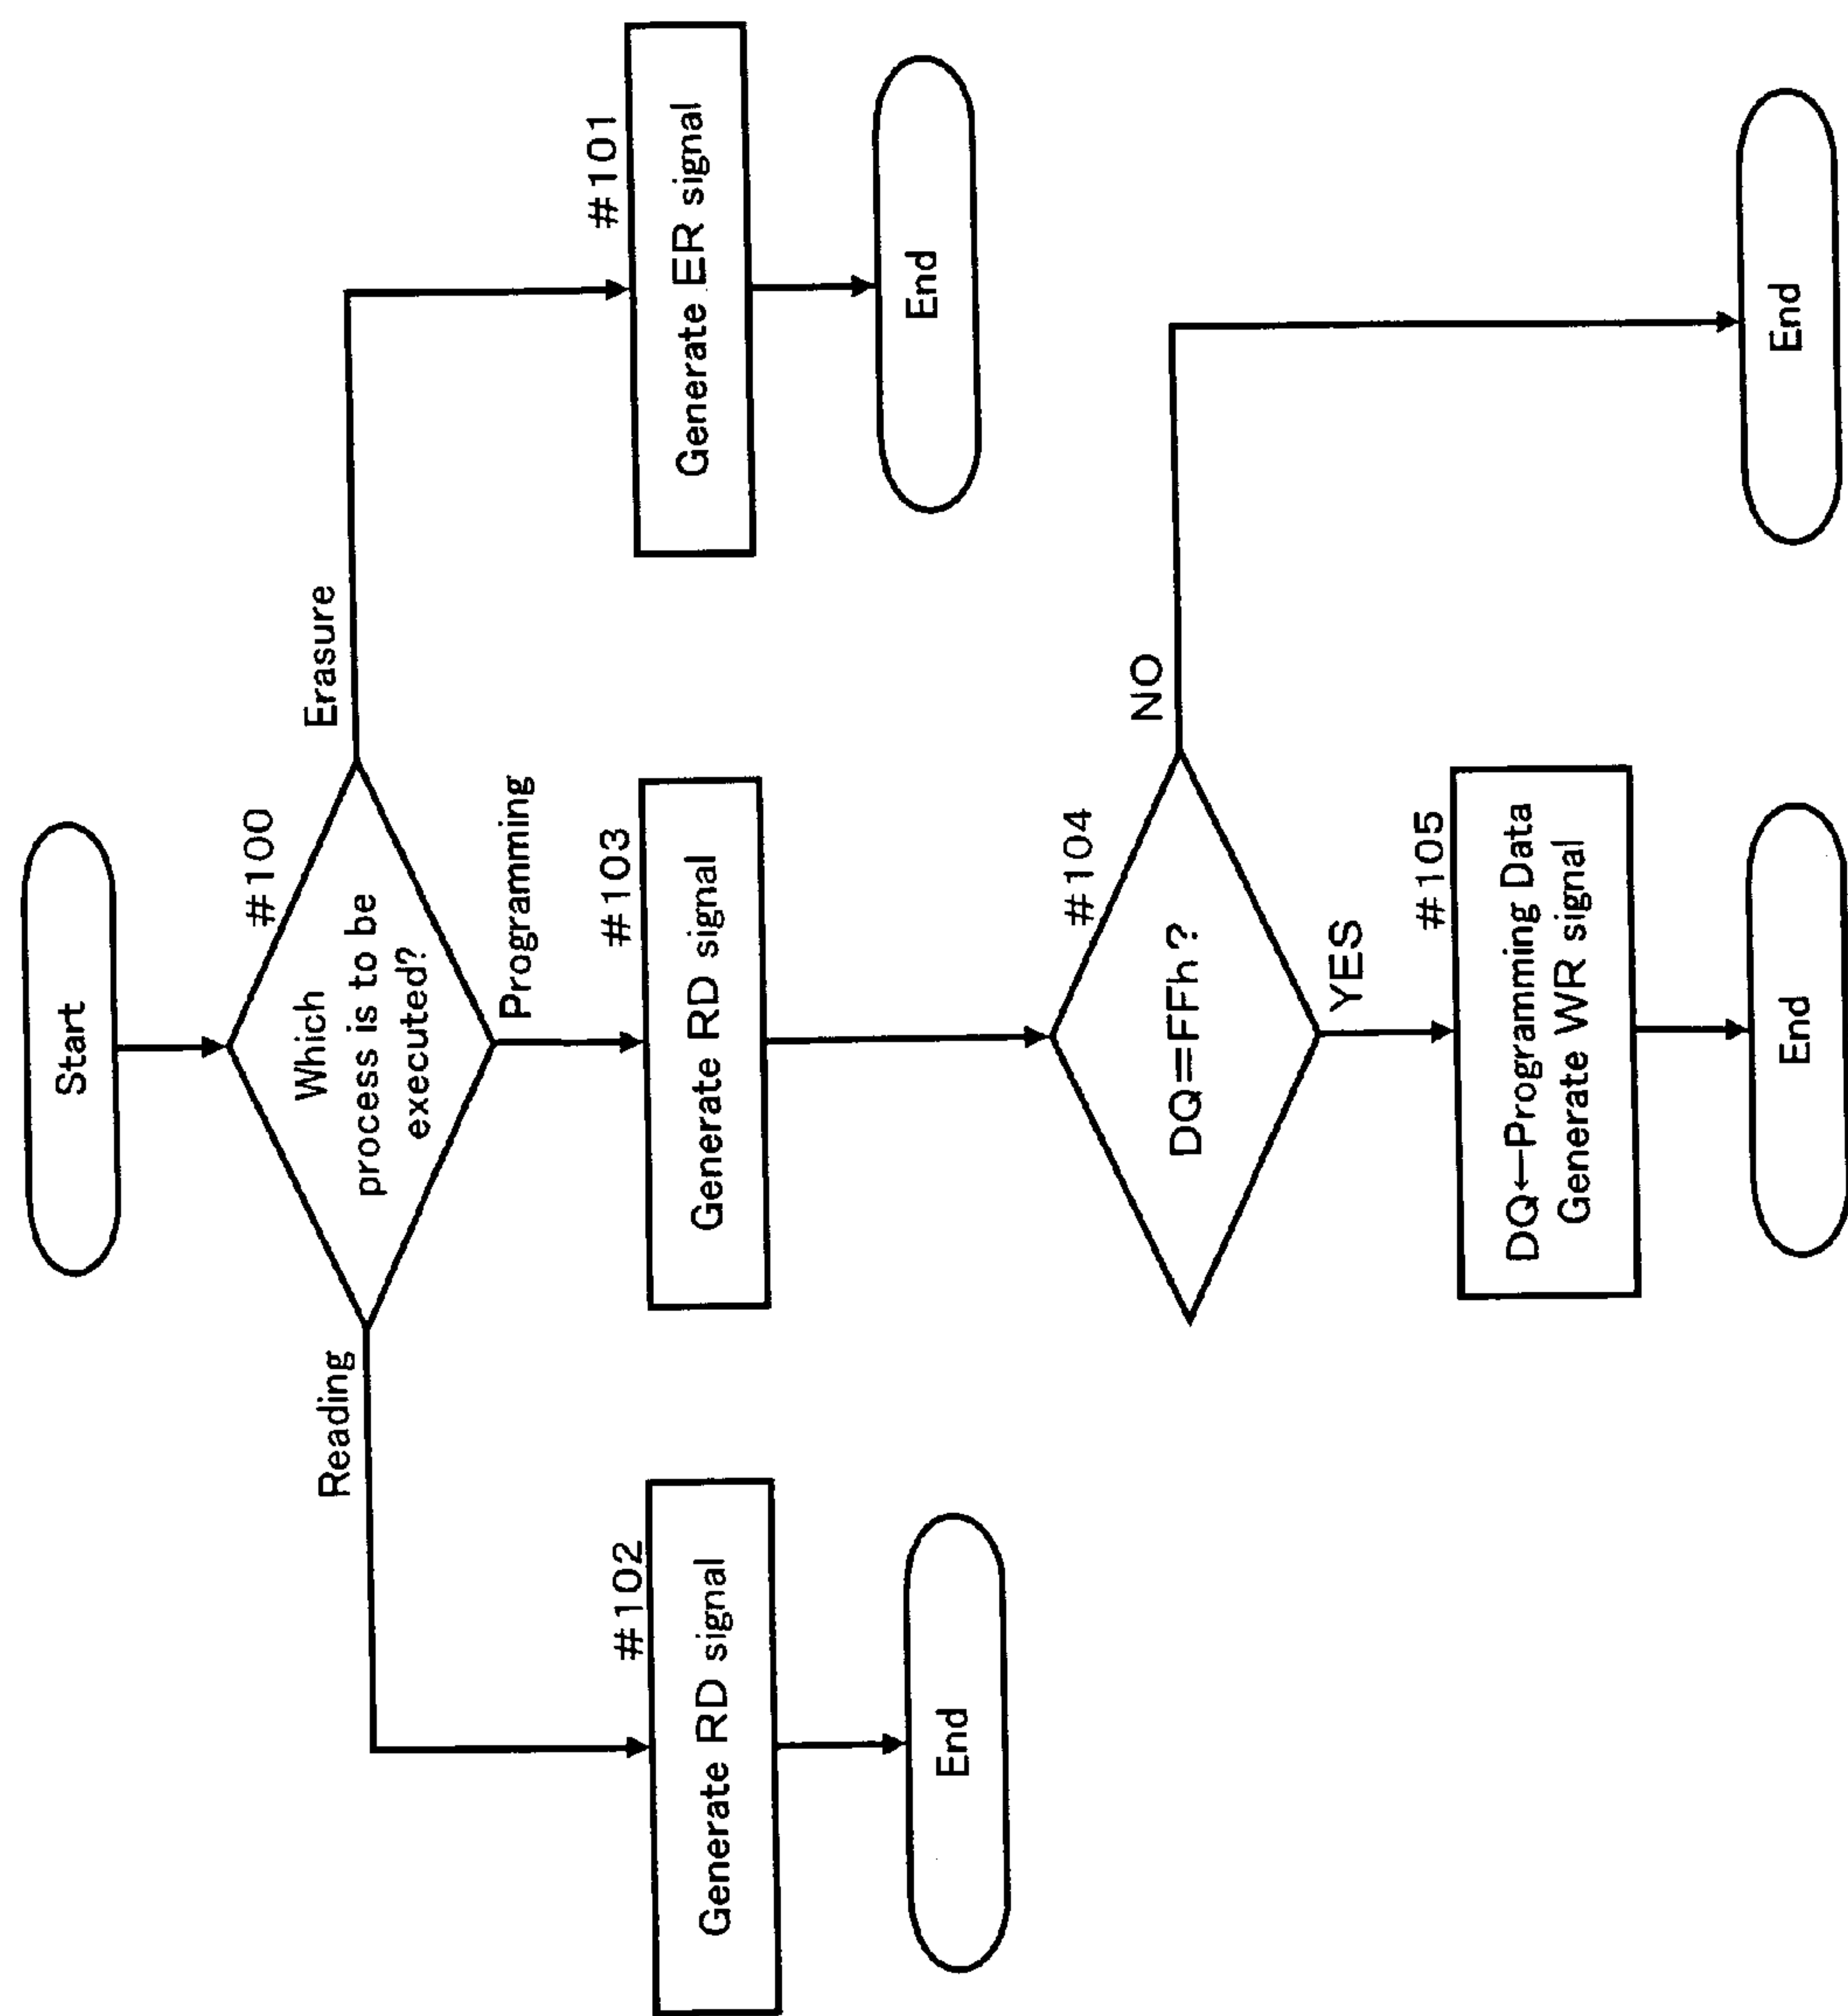 Start
#100
Which
process is to be
executed?
Reading
Programming
Erasure
#102
Generate RD signal
End
#103
Generate RD signal
#101
Generate ER signal
End
#104
DQ=FFh?
NO
YES
#105
DQ←Programming Data
Generate WR signal
End
End